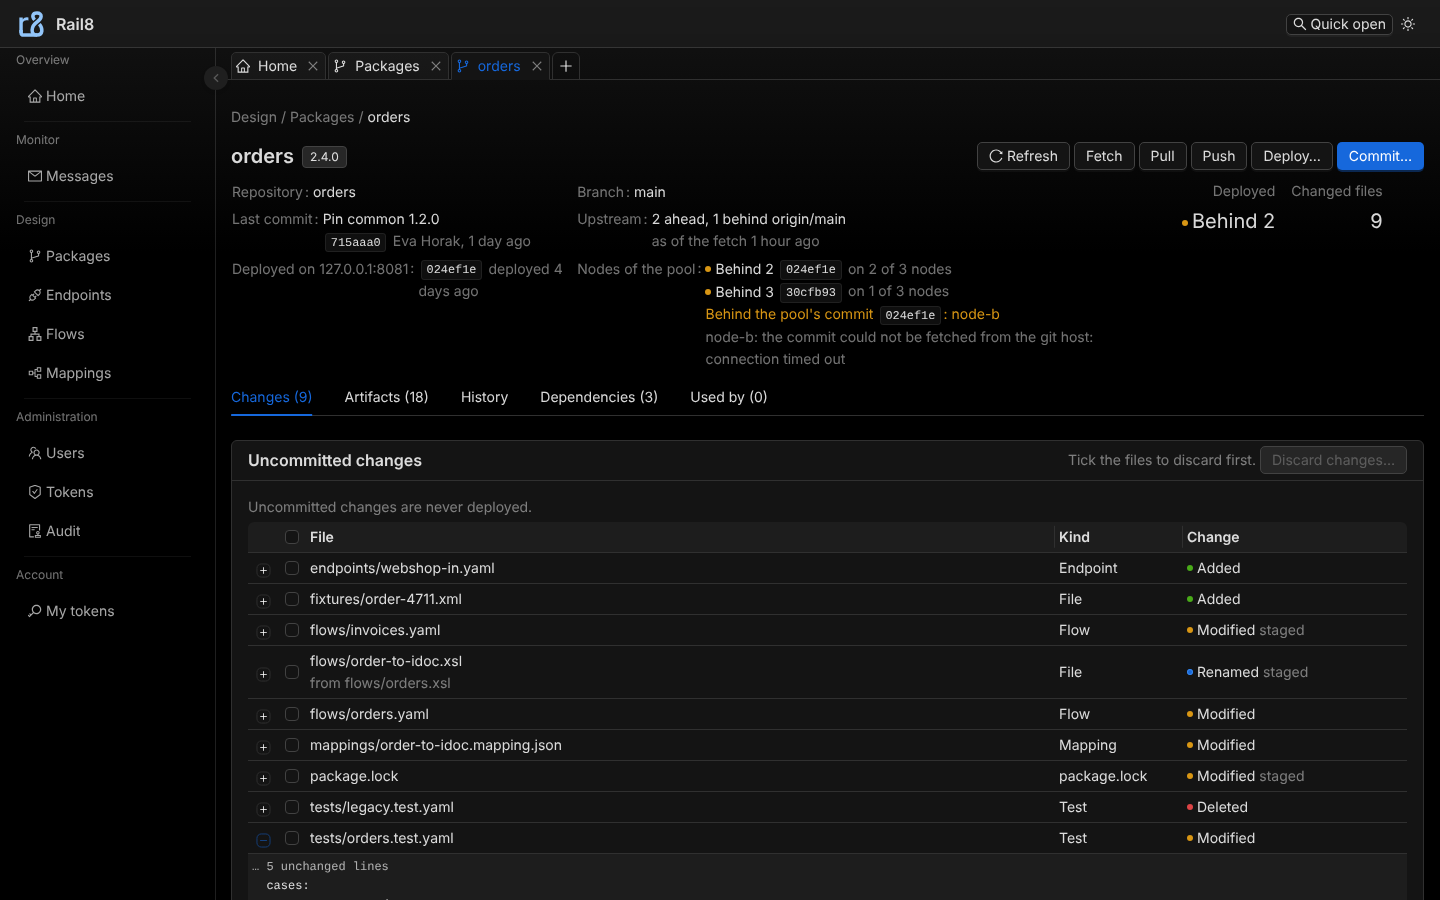 r8 Rail8
Quick open
Overview
Home
Monitor
Messages
Design
Packages
Endpoints
Flows
Mappings
Administration
Users
Tokens
Audit
Account
My tokens
Home
Packages
orders
Design / Packages / orders
orders 2.4.0
Refresh
Fetch
Pull
Push
Deploy...
Commit...
Repository: orders
Branch: main
Last commit: Pin common 1.2.0
715aaa0 Eva Horak, 1 day ago
Upstream: 2 ahead, 1 behind origin/main
as of the fetch 1 hour ago
Deployed on 127.0.0.1:8081: 024ef1e deployed 4
days ago
Nodes of the pool: Behind 2 024ef1e on 2 of 3 nodes
Behind 3 30cfb93 on 1 of 3 nodes
Behind the pool's commit 024ef1e : node-b
node-b: the commit could not be fetched from the git host:
connection timed out
Deployed
Behind 2
Changed files
9
Changes (9)
Artifacts (18)
History
Dependencies (3)
Used by (0)
Uncommitted changes
Tick the files to discard first.
Discard changes...
Uncommitted changes are never deployed.
File Kind Change
endpoints/webshop-in.yaml Endpoint Added
fixtures/order-4711.xml File Added
flows/invoices.yaml Flow Modified staged
flows/order-to-idoc.xsl File Renamed staged
from flows/orders.xsl
flows/orders.yaml Flow Modified
mappings/order-to-idoc.mapping.json Mapping Modified
package.lock package.lock Modified staged
tests/legacy.test.yaml Test Deleted
tests/orders.test.yaml Test Modified
… 5 unchanged lines
cases: